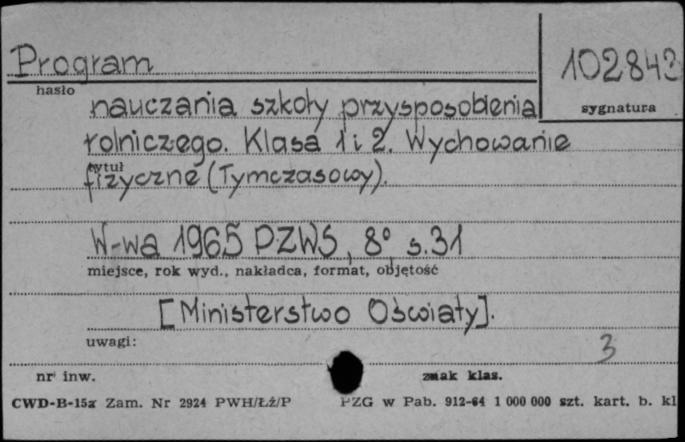 Program
102843
hasło
sygnatura
nauczania szkoły przysposobienia
rolniczego. Klasa 1 i 2. Wychowanie
tytuł
fizyczne (Tymczasowy).
W-wa 1965 PZWS, 8° s.31
miejsce, rok wyd., nakładca, format, objętość
[Ministerstwo Oświaty].
uwagi:
3
nr inw.
znak klas.
CWD-B-15a Zam. Nr 2924 PWH/Łż/P
PZG w Pab. 912-64 1 000 000 szt. kart. b. kl